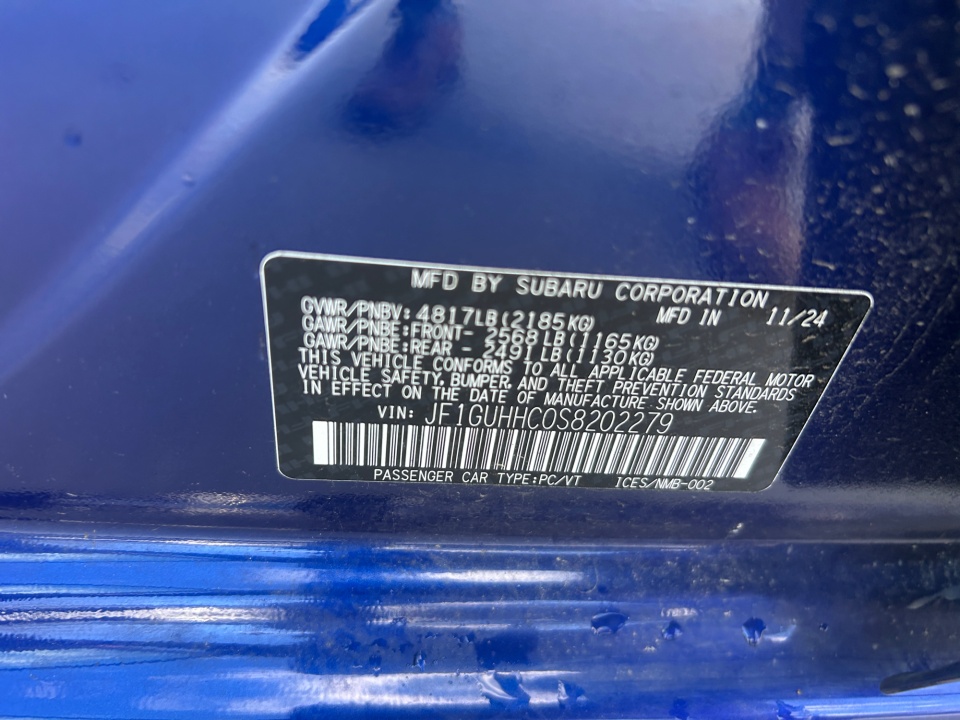 MFD BY SUBARU CORPORATION
GVWR/PNBV: 4817LB(2185KG) MFD IN 11/24
GAWR/PNBE:FRONT- 2568LB(1165KG)
GAWR/PNBE:REAR - 2491LB(1130KG)
THIS VEHICLE CONFORMS TO ALL APPLICABLE FEDERAL MOTOR
VEHICLE SAFETY, BUMPER, AND THEFT PREVENTION STANDARDS
IN EFFECT ON THE DATE OF MANUFACTURE SHOWN ABOVE.
VIN: JF1GUHHC0S8202279
PASSENGER CAR TYPE:PC/VT ICES/NMB-002